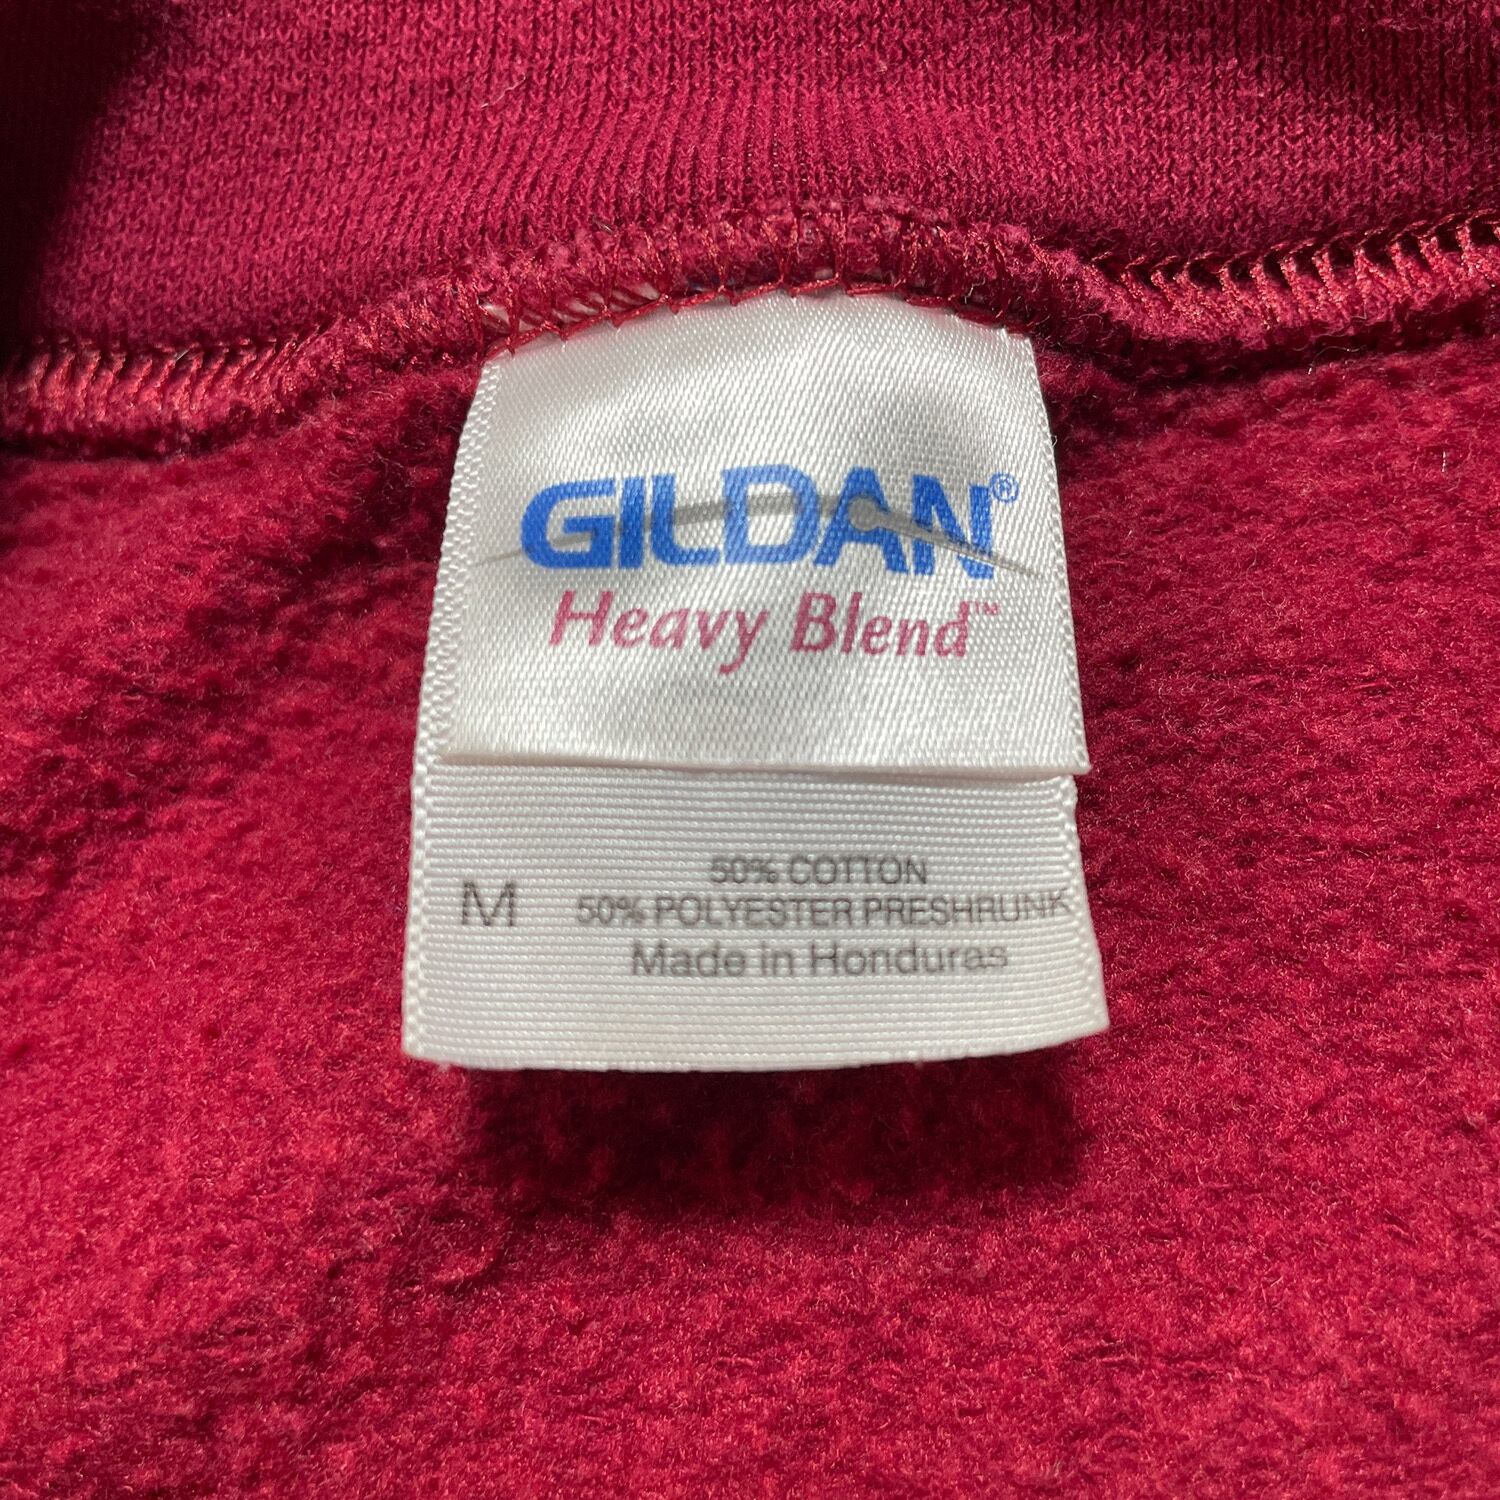 GILDAN®
Heavy Blend™
50% COTTON
M 50% POLYESTER PRESHRUNK
Made in Honduras